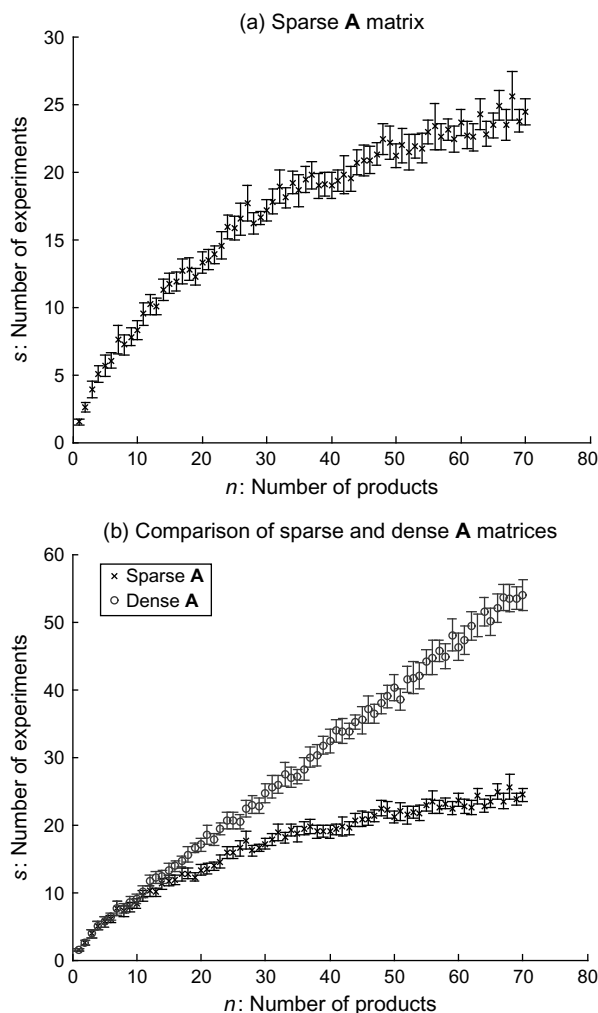 (a) Sparse A matrix
30
25
20
15
10
5
0
s: Number of experiments
0 10 20 30 40 50 60 70 80
n: Number of products
(b) Comparison of sparse and dense A matrices
60
50
40
30
20
10
0
s: Number of experiments
Sparse A
Dense A
0 10 20 30 40 50 60 70 80
n: Number of products